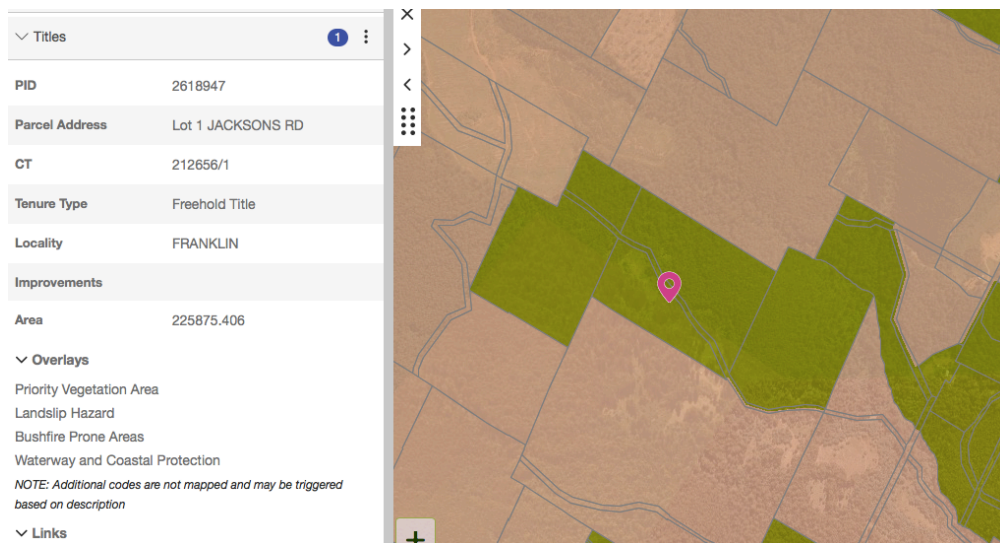 Titles 1
PID 2618947
Parcel Address Lot 1 JACKSONS RD
CT 212656/1
Tenure Type Freehold Title
Locality FRANKLIN
Improvements
Area 225875.406
Overlays
Priority Vegetation Area
Landslip Hazard
Bushfire Prone Areas
Waterway and Coastal Protection
NOTE: Additional codes are not mapped and may be triggered
based on description
Links